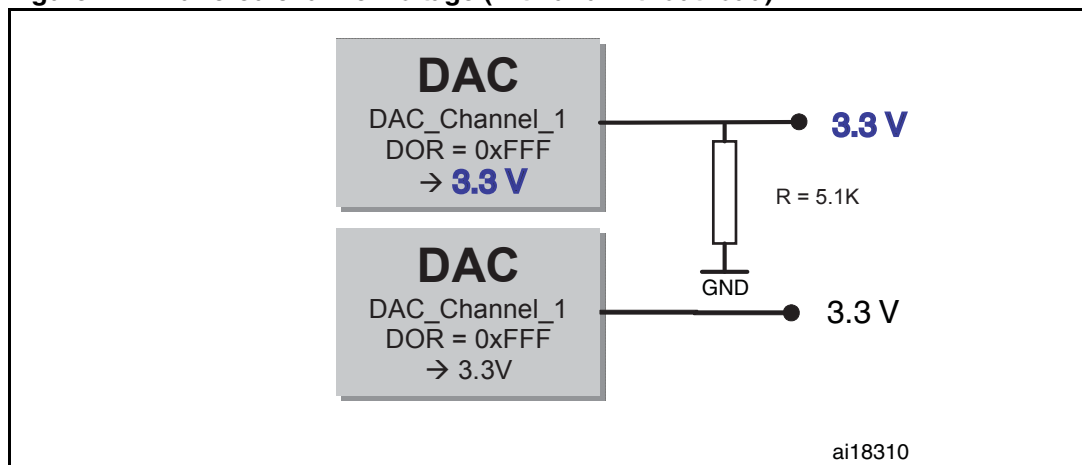 DAC
DAC_Channel_1
DOR = 0xFFF
→ 3.3 V
3.3 V
R = 5.1K
GND
DAC
DAC_Channel_1
DOR = 0xFFF
→ 3.3V
3.3 V
ai18310